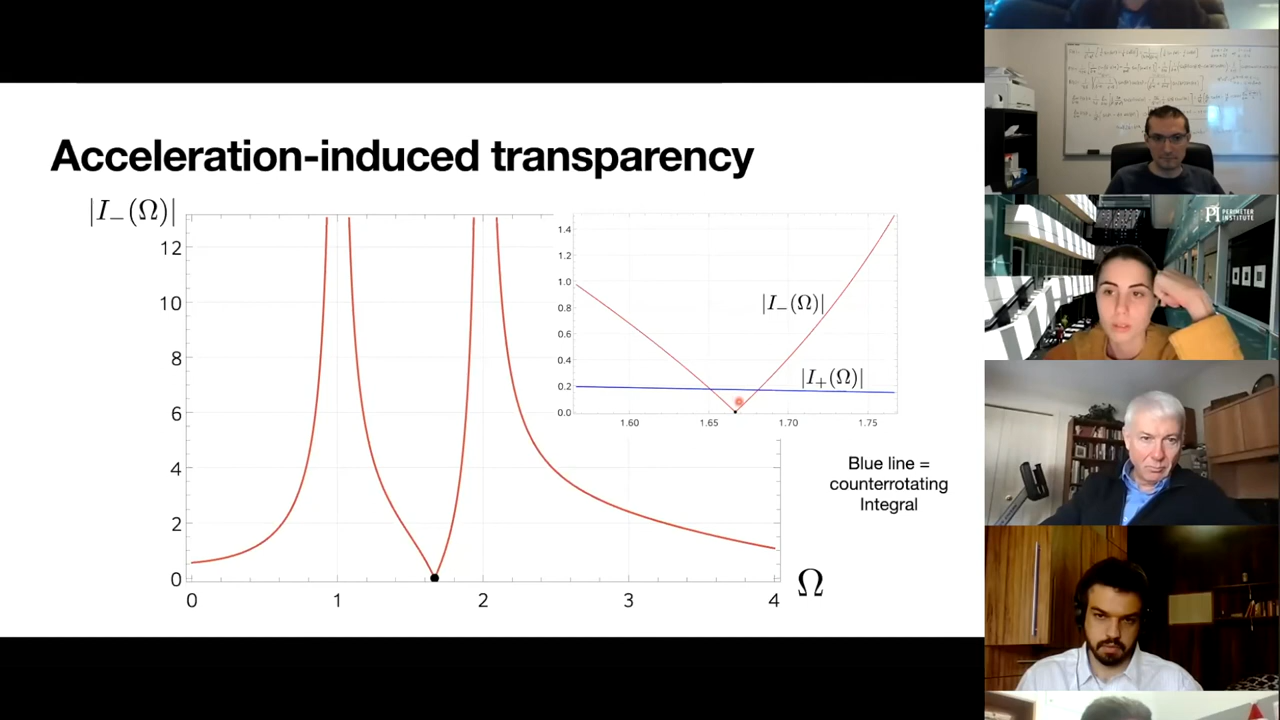 Acceleration-induced transparency
|I₋(Ω)|
12
10
8
6
4
2
0
0 1 2 3 4
Ω
1.4
1.2
1.0
0.8
0.6
0.4
0.2
0.0
1.60 1.65 1.70 1.75
|I₋(Ω)|
|I₊(Ω)|
Blue line =
counterrotating
Integral
PI PERIMETER
INSTITUTE